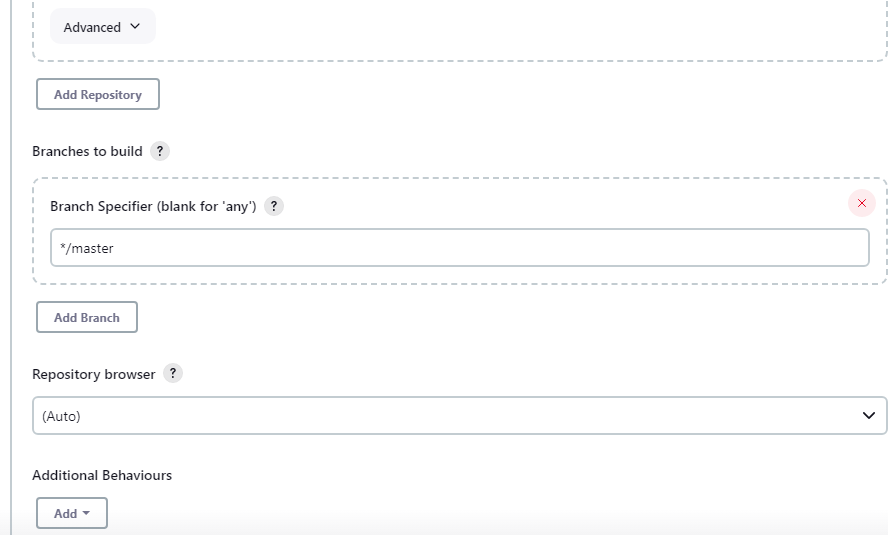 Advanced
Add Repository
Branches to build ?
Branch Specifier (blank for 'any') ?
*/master
Add Branch
Repository browser ?
(Auto)
Additional Behaviours
Add